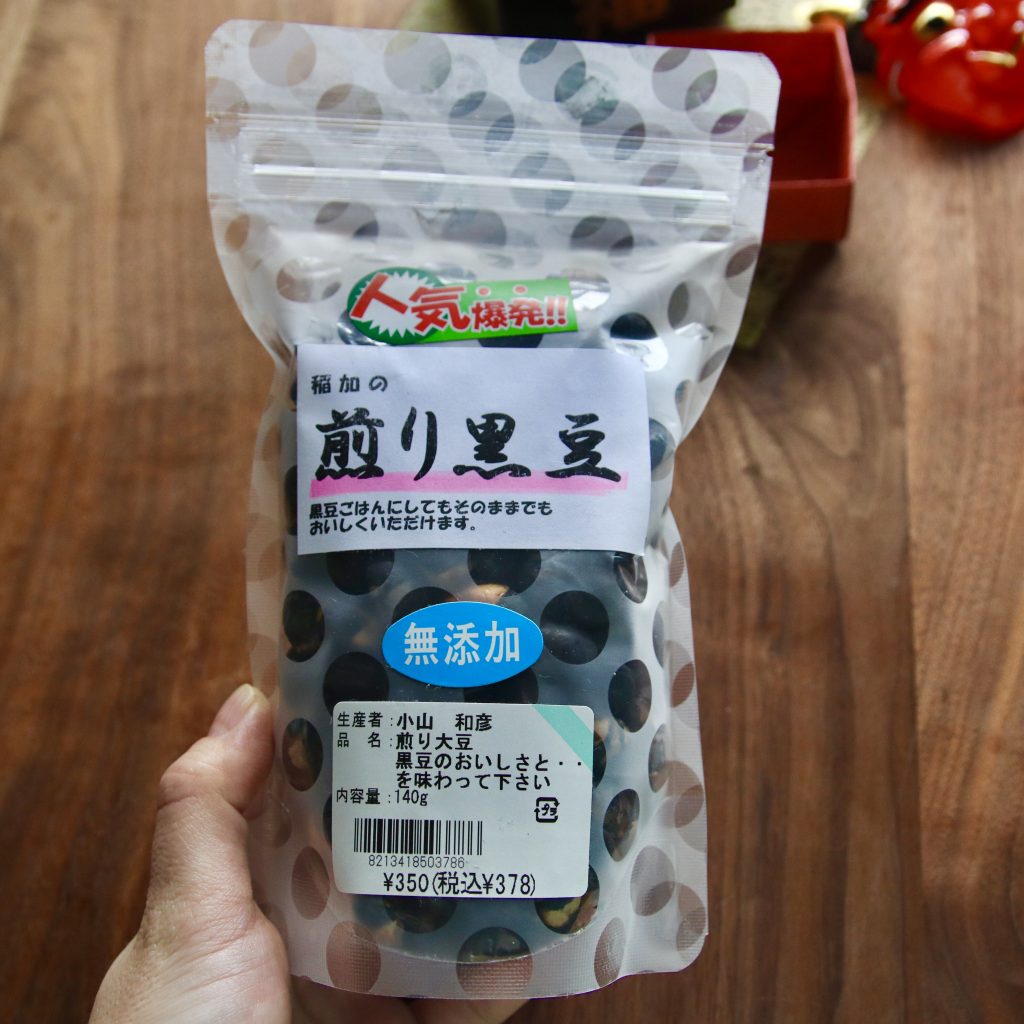 人気爆発!!
稲加の
煎り黒豆
黒豆ごはんにしてもそのままでも
おいしくいただけます。
無添加
生産者:小山 和彦
品 名:煎り大豆
黒豆のおいしさと・・
を味わって下さい
内容量:140g
プラ
8213418503786
¥350(税込¥378)